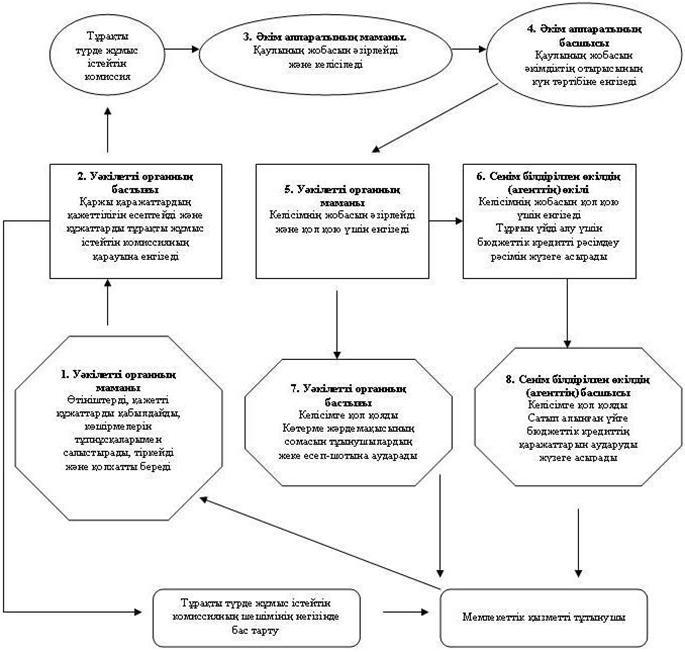 Тұрақты
түрде жұмыс
істейтін
комиссия
3. Әкім аппаратының маманы.
Қаулының жобасын әзірлейді
және келісіледі
4. Әкім аппаратының
басшысы
Қаулының жобасын
әкімдіктің отырысының
күн тәртібіне енгізеді
2. Уәкілетті органның
бастығы
Қаржы қаражаттардың
қажеттілігін есептейді және
құжаттарды тұрақты жұмыс
істейтін комиссияның
қарауына енгізеді
5. Уәкілетті органның
маманы
Келісімнің жобасын әзірлейді
және қол қою үшін енгізеді
6. Сенім білдірілген өкілдің
(агенттің) өкілі
Келісімнің жобасын қол қою
үшін енгізеді
Тұрғын үйді алу үшін
бюджеттік кредитті рәсімдеу
рәсімін жүзеге асырады
1. Уәкілетті органның
маманы
Өтініштерді, қажетті
құжаттарды қабылдайды,
көшірмелерін
түпнұсқаларымен
салыстырады, тіркейді
және қолхатты береді
7. Уәкілетті органның
бастығы
Келісімге қол қояды
Көтерме жәрдемақысының
сомасын тұтынушылардың
жеке есеп-шотына аударады
8. Сенім білдірілген өкілдің
(агенттің) басшысы
Келісімге қол қояды
Сатып алынған үйге
бюджеттік кредиттің
қаражаттарын аударуды
жүзеге асырады
Тұрақты түрде жұмыс істейтін
комиссияның шешімінің негізінде
бас тарту
Мемлекеттік қызметті тұтынушы